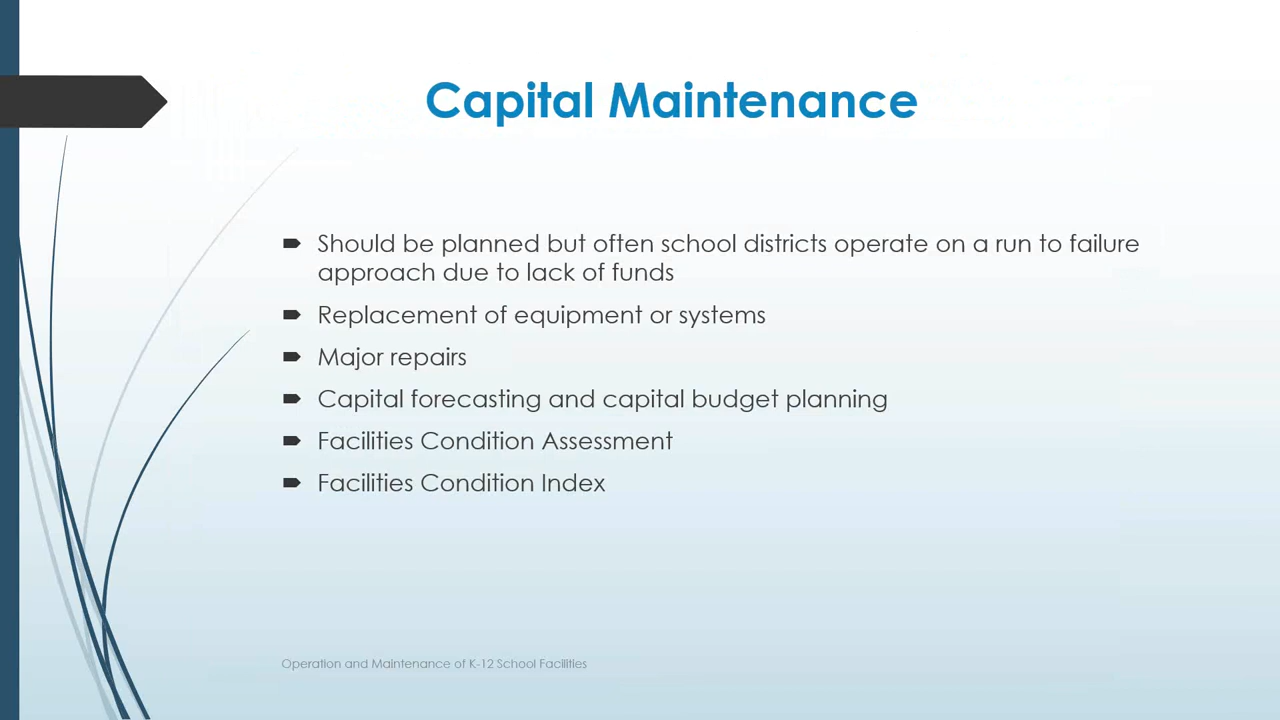 Capital Maintenance
Should be planned but often school districts operate on a run to failure
approach due to lack of funds
Replacement of equipment or systems
Major repairs
Capital forecasting and capital budget planning
Facilities Condition Assessment
Facilities Condition Index
Operation and Maintenance of K-12 School Facilities